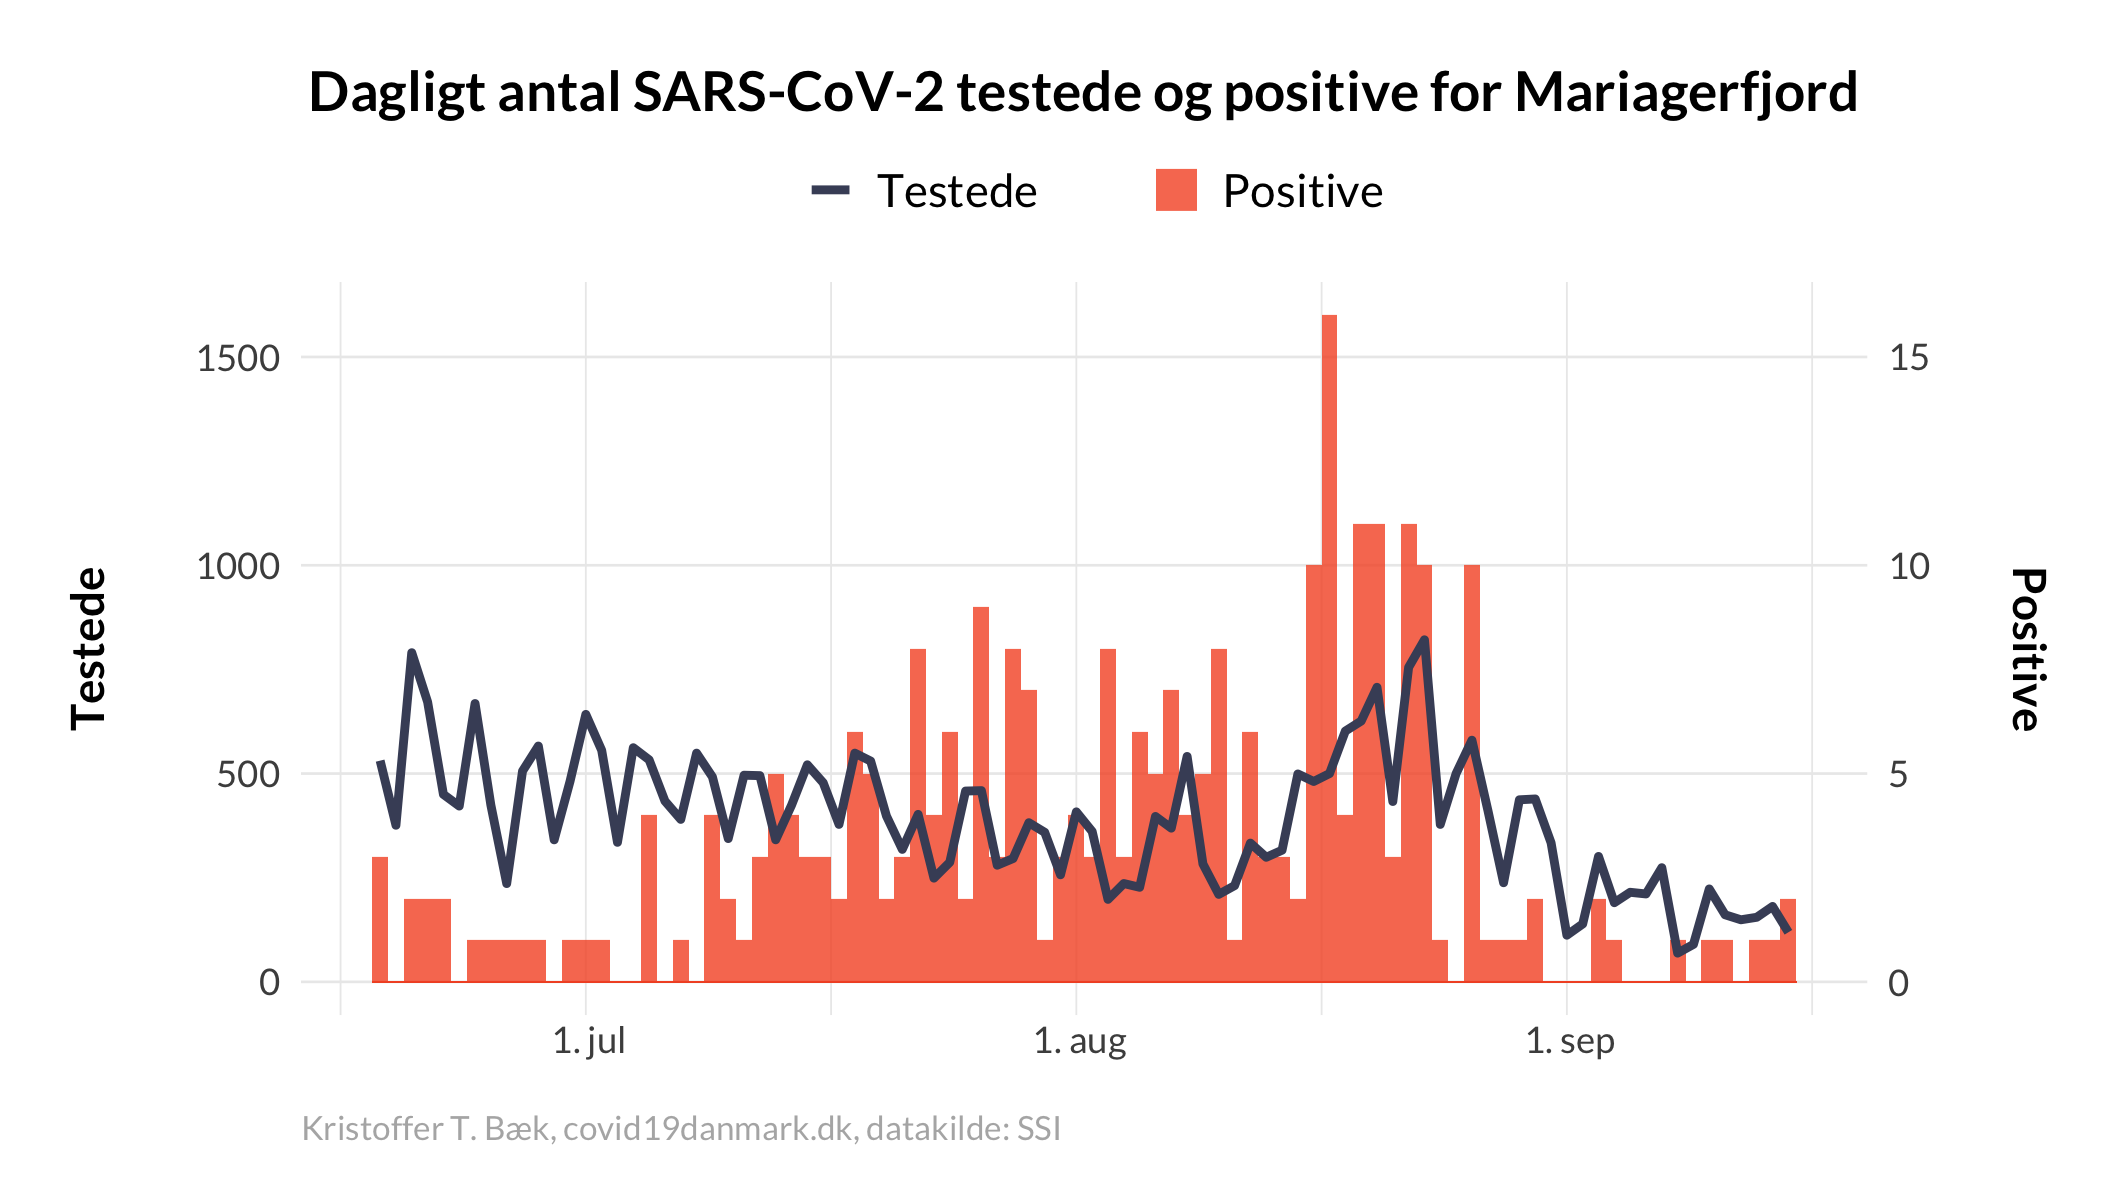 Dagligt antal SARS-CoV-2 testede og positive for Mariagerfjord
Testede
Positive
1500
1000
500
0
15
10
5
0
Testede
Positive
1. jul
1. aug
1. sep
Kristoffer T. Bæk, covid19danmark.dk, datakilde: SSI